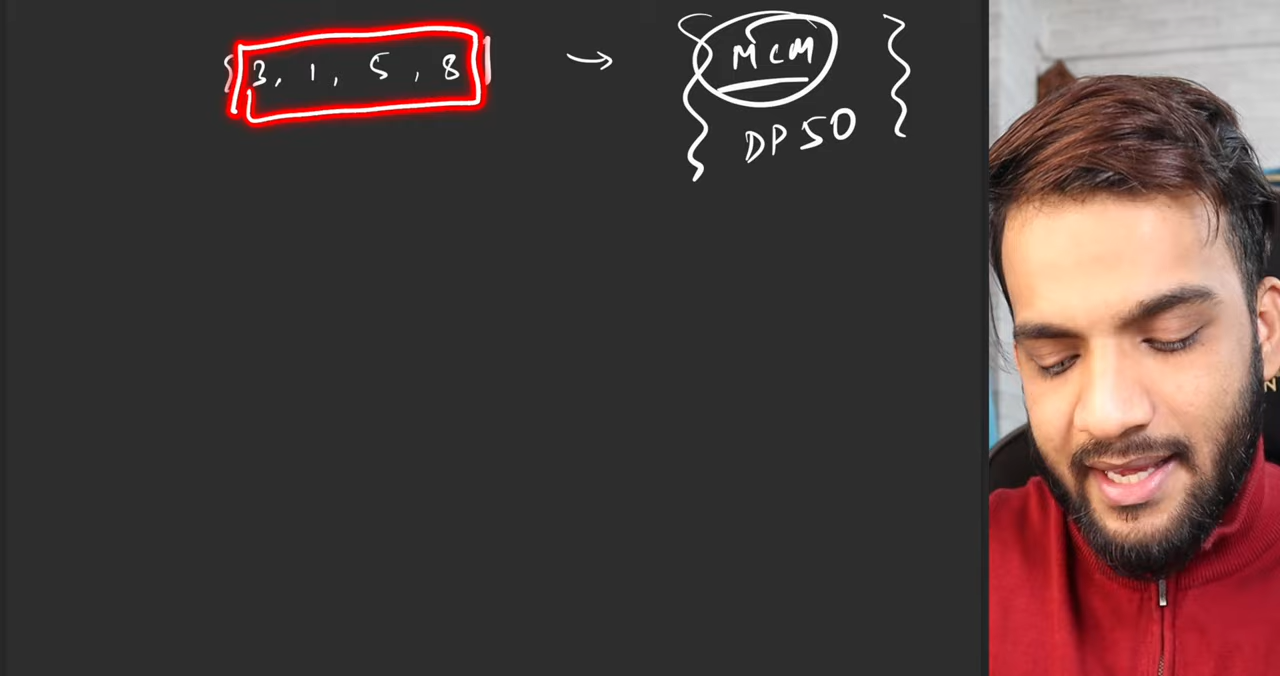 {3, 1, 5, 8} → {MCM
DP 50}